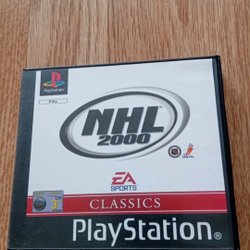 PlayStation
PAL
NHL
2000
EA
SPORTS
CLASSICS
PlayStation®